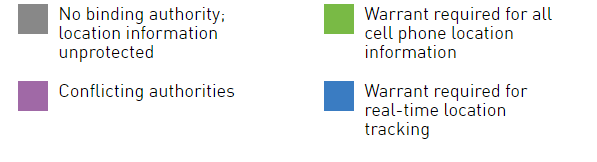 No binding authority;
location information
unprotected
Warrant required for all
cell phone location
information
Conflicting authorities
Warrant required for
real-time location
tracking